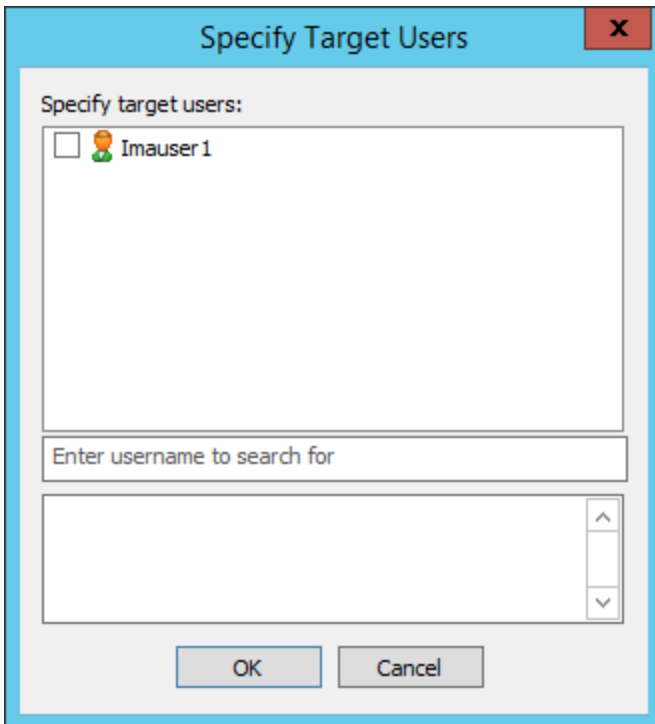 Specify Target Users
x
Specify target users:
Imauser1
Enter username to search for
OK
Cancel